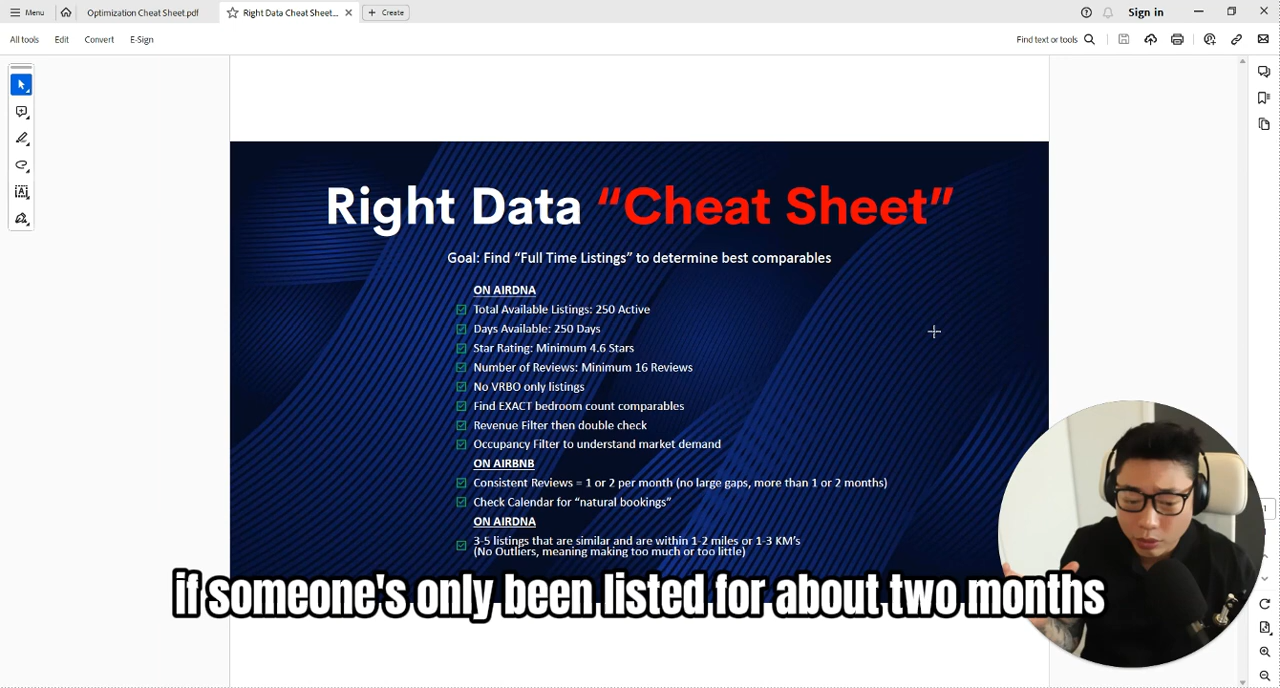 Menu
Optimization Cheat Sheet.pdf
Right Data Cheat Sheet...
+ Create
Sign in
All tools
Edit
Convert
E-Sign
Find text or tools
Right Data “Cheat Sheet”
Goal: Find “Full Time Listings” to determine best comparables
ON AIRDNA
Total Available Listings: 250 Active
Days Available: 250 Days
Star Rating: Minimum 4.6 Stars
Number of Reviews: Minimum 16 Reviews
No VRBO only listings
Find EXACT bedroom count comparables
Revenue Filter then double check
Occupancy Filter to understand market demand
ON AIRBNB
Consistent Reviews = 1 or 2 per month (no large gaps, more than 1 or 2 months)
Check Calendar for “natural bookings”
ON AIRDNA
3-5 listings that are similar and are within 1-2 miles or 1-3 KM’s
(No Outliers, meaning making too much or too little)
if someone's only been listed for about two months